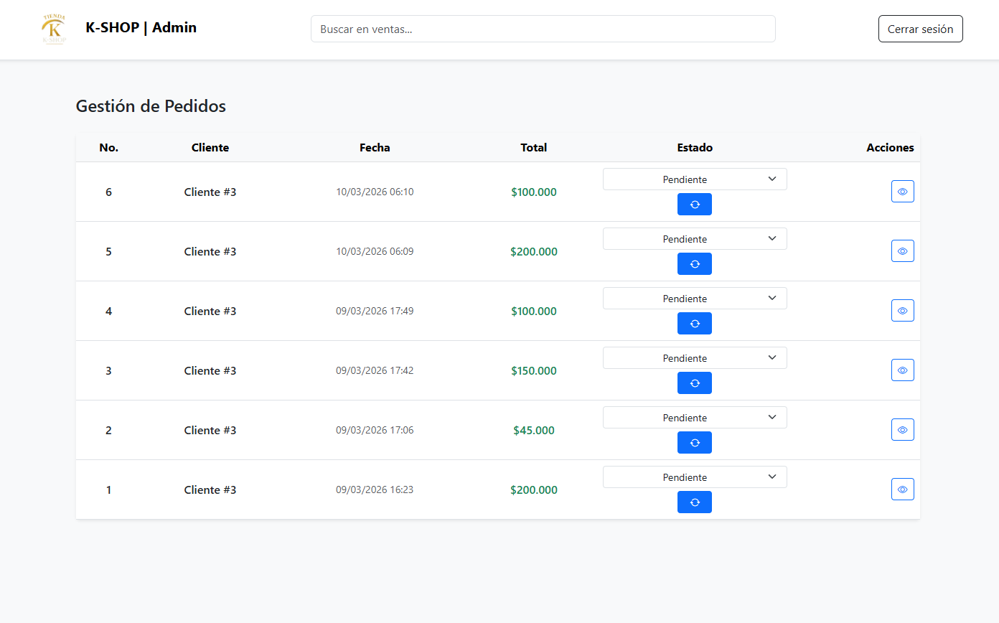 TIENDA
K
K-SHOP
K-SHOP | Admin
Buscar en ventas...
Cerrar sesión
Gestión de Pedidos
No. Cliente Fecha Total Estado Acciones
6 Cliente #3 10/03/2026 06:10 $100.000 Pendiente
5 Cliente #3 10/03/2026 06:09 $200.000 Pendiente
4 Cliente #3 09/03/2026 17:49 $100.000 Pendiente
3 Cliente #3 09/03/2026 17:42 $150.000 Pendiente
2 Cliente #3 09/03/2026 17:06 $45.000 Pendiente
1 Cliente #3 09/03/2026 16:23 $200.000 Pendiente